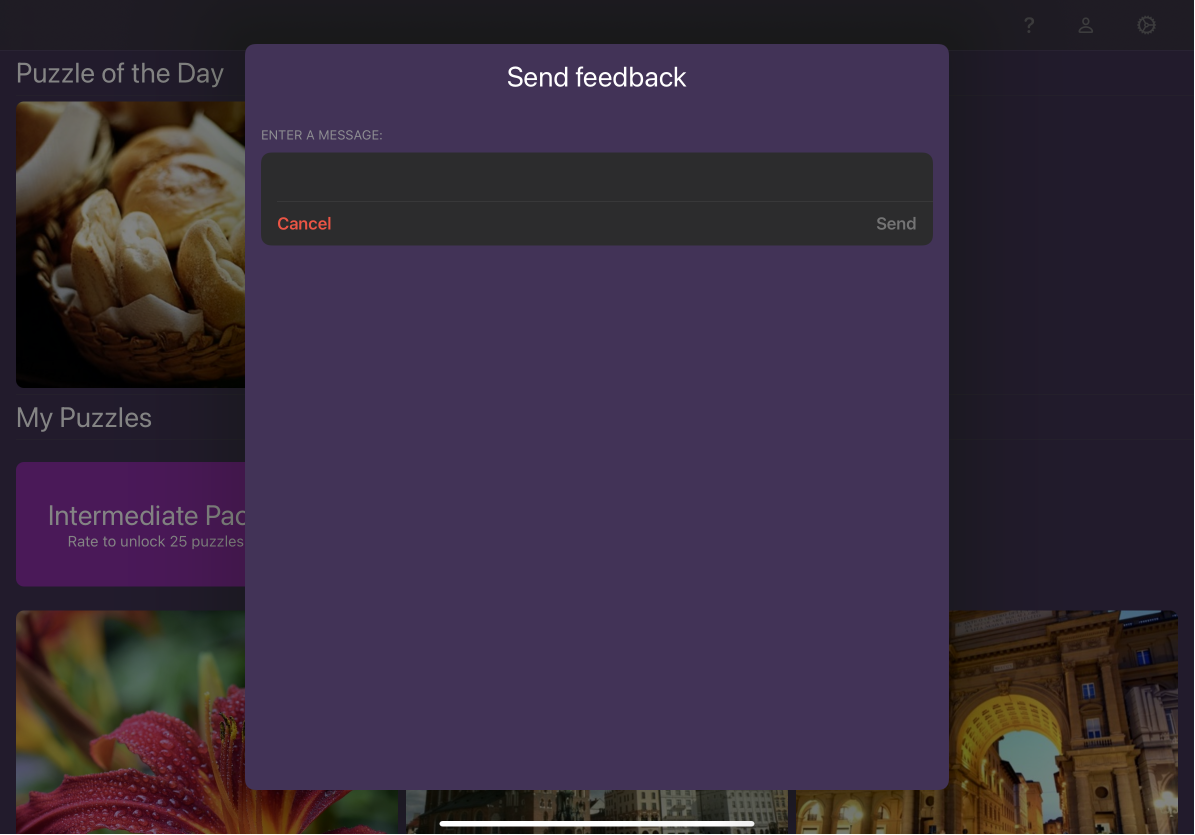 ?
Send feedback
Puzzle of the Day
ENTER A MESSAGE:
Cancel
Send
My Puzzles
Intermediate Pac
Rate to unlock 25 puzzles